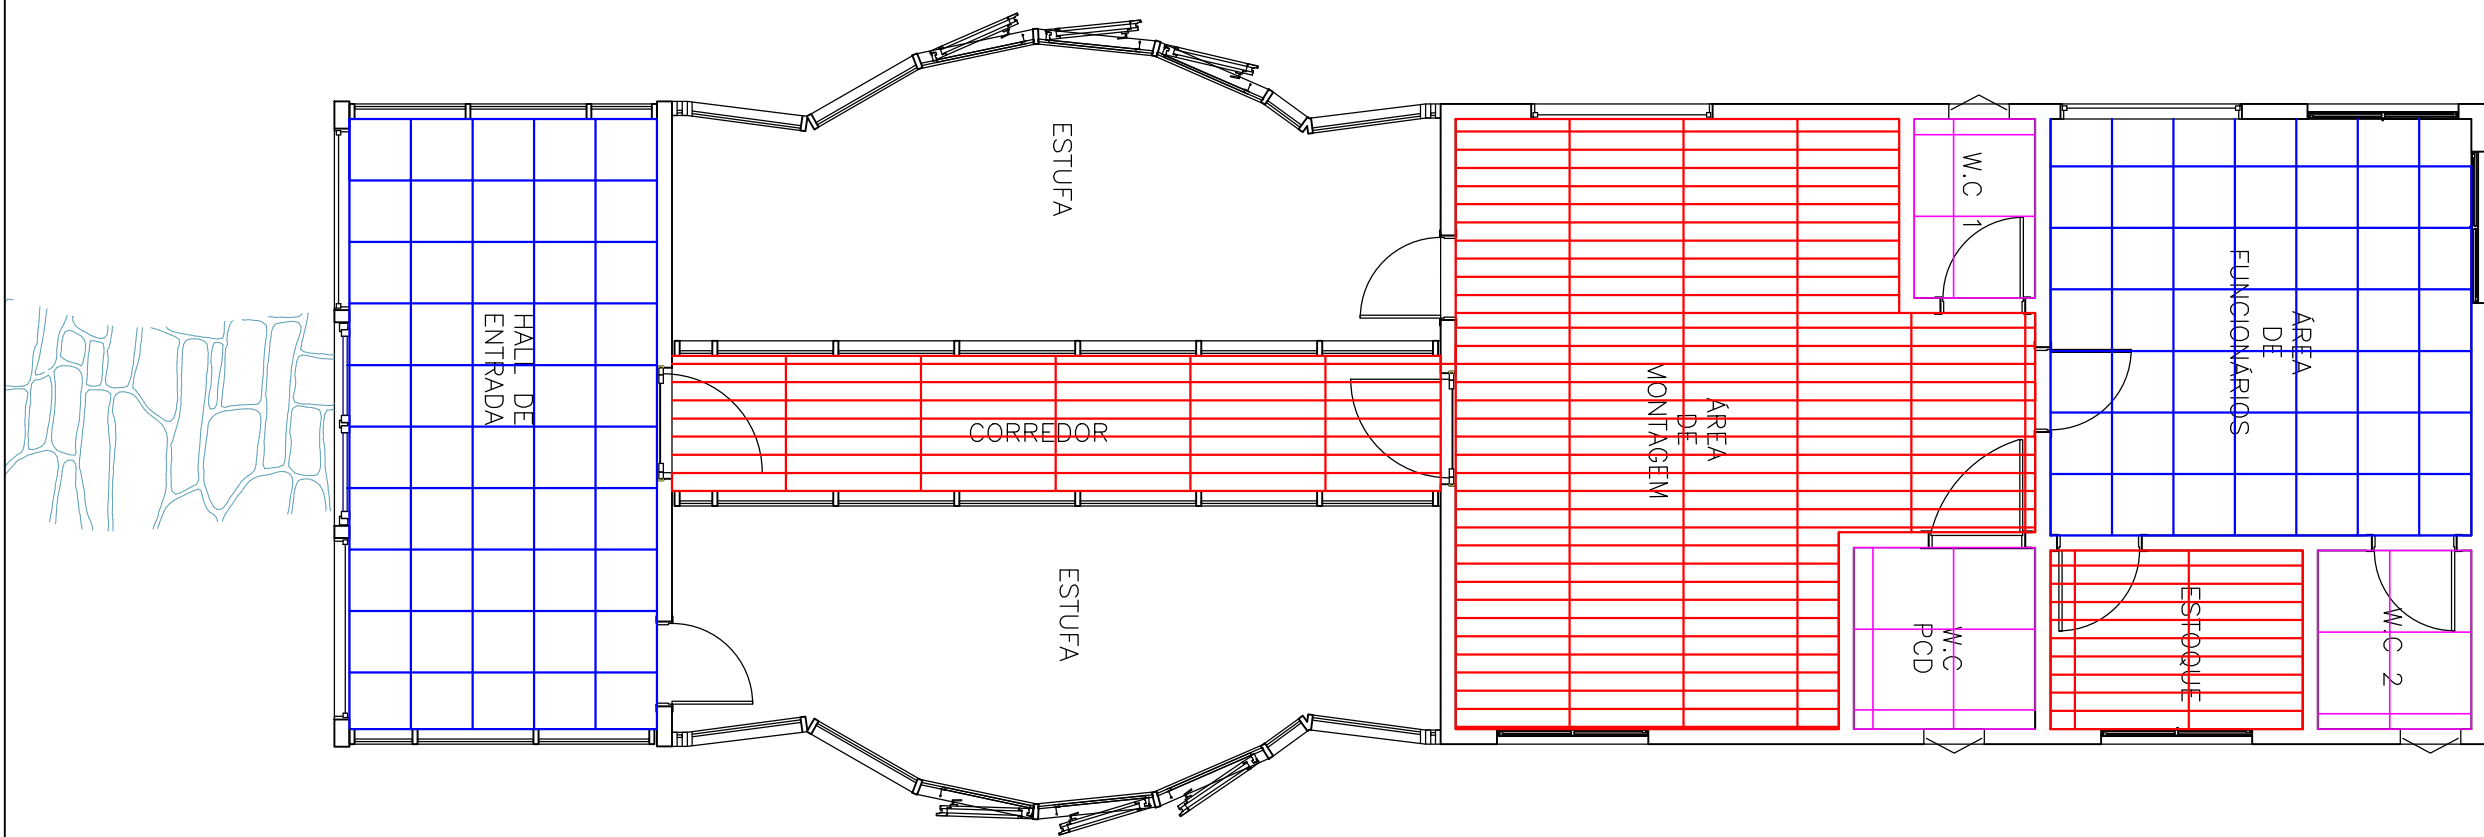 HALL DE
ENTRADA
ESTUFA
CORREDOR
ESTUFA
ÁREA
DE
MONTAGEM
W.C 1
W.C
PCD
ÁREA
DE
FUNCIONÁRIOS
ESTOQUE
W.C 2